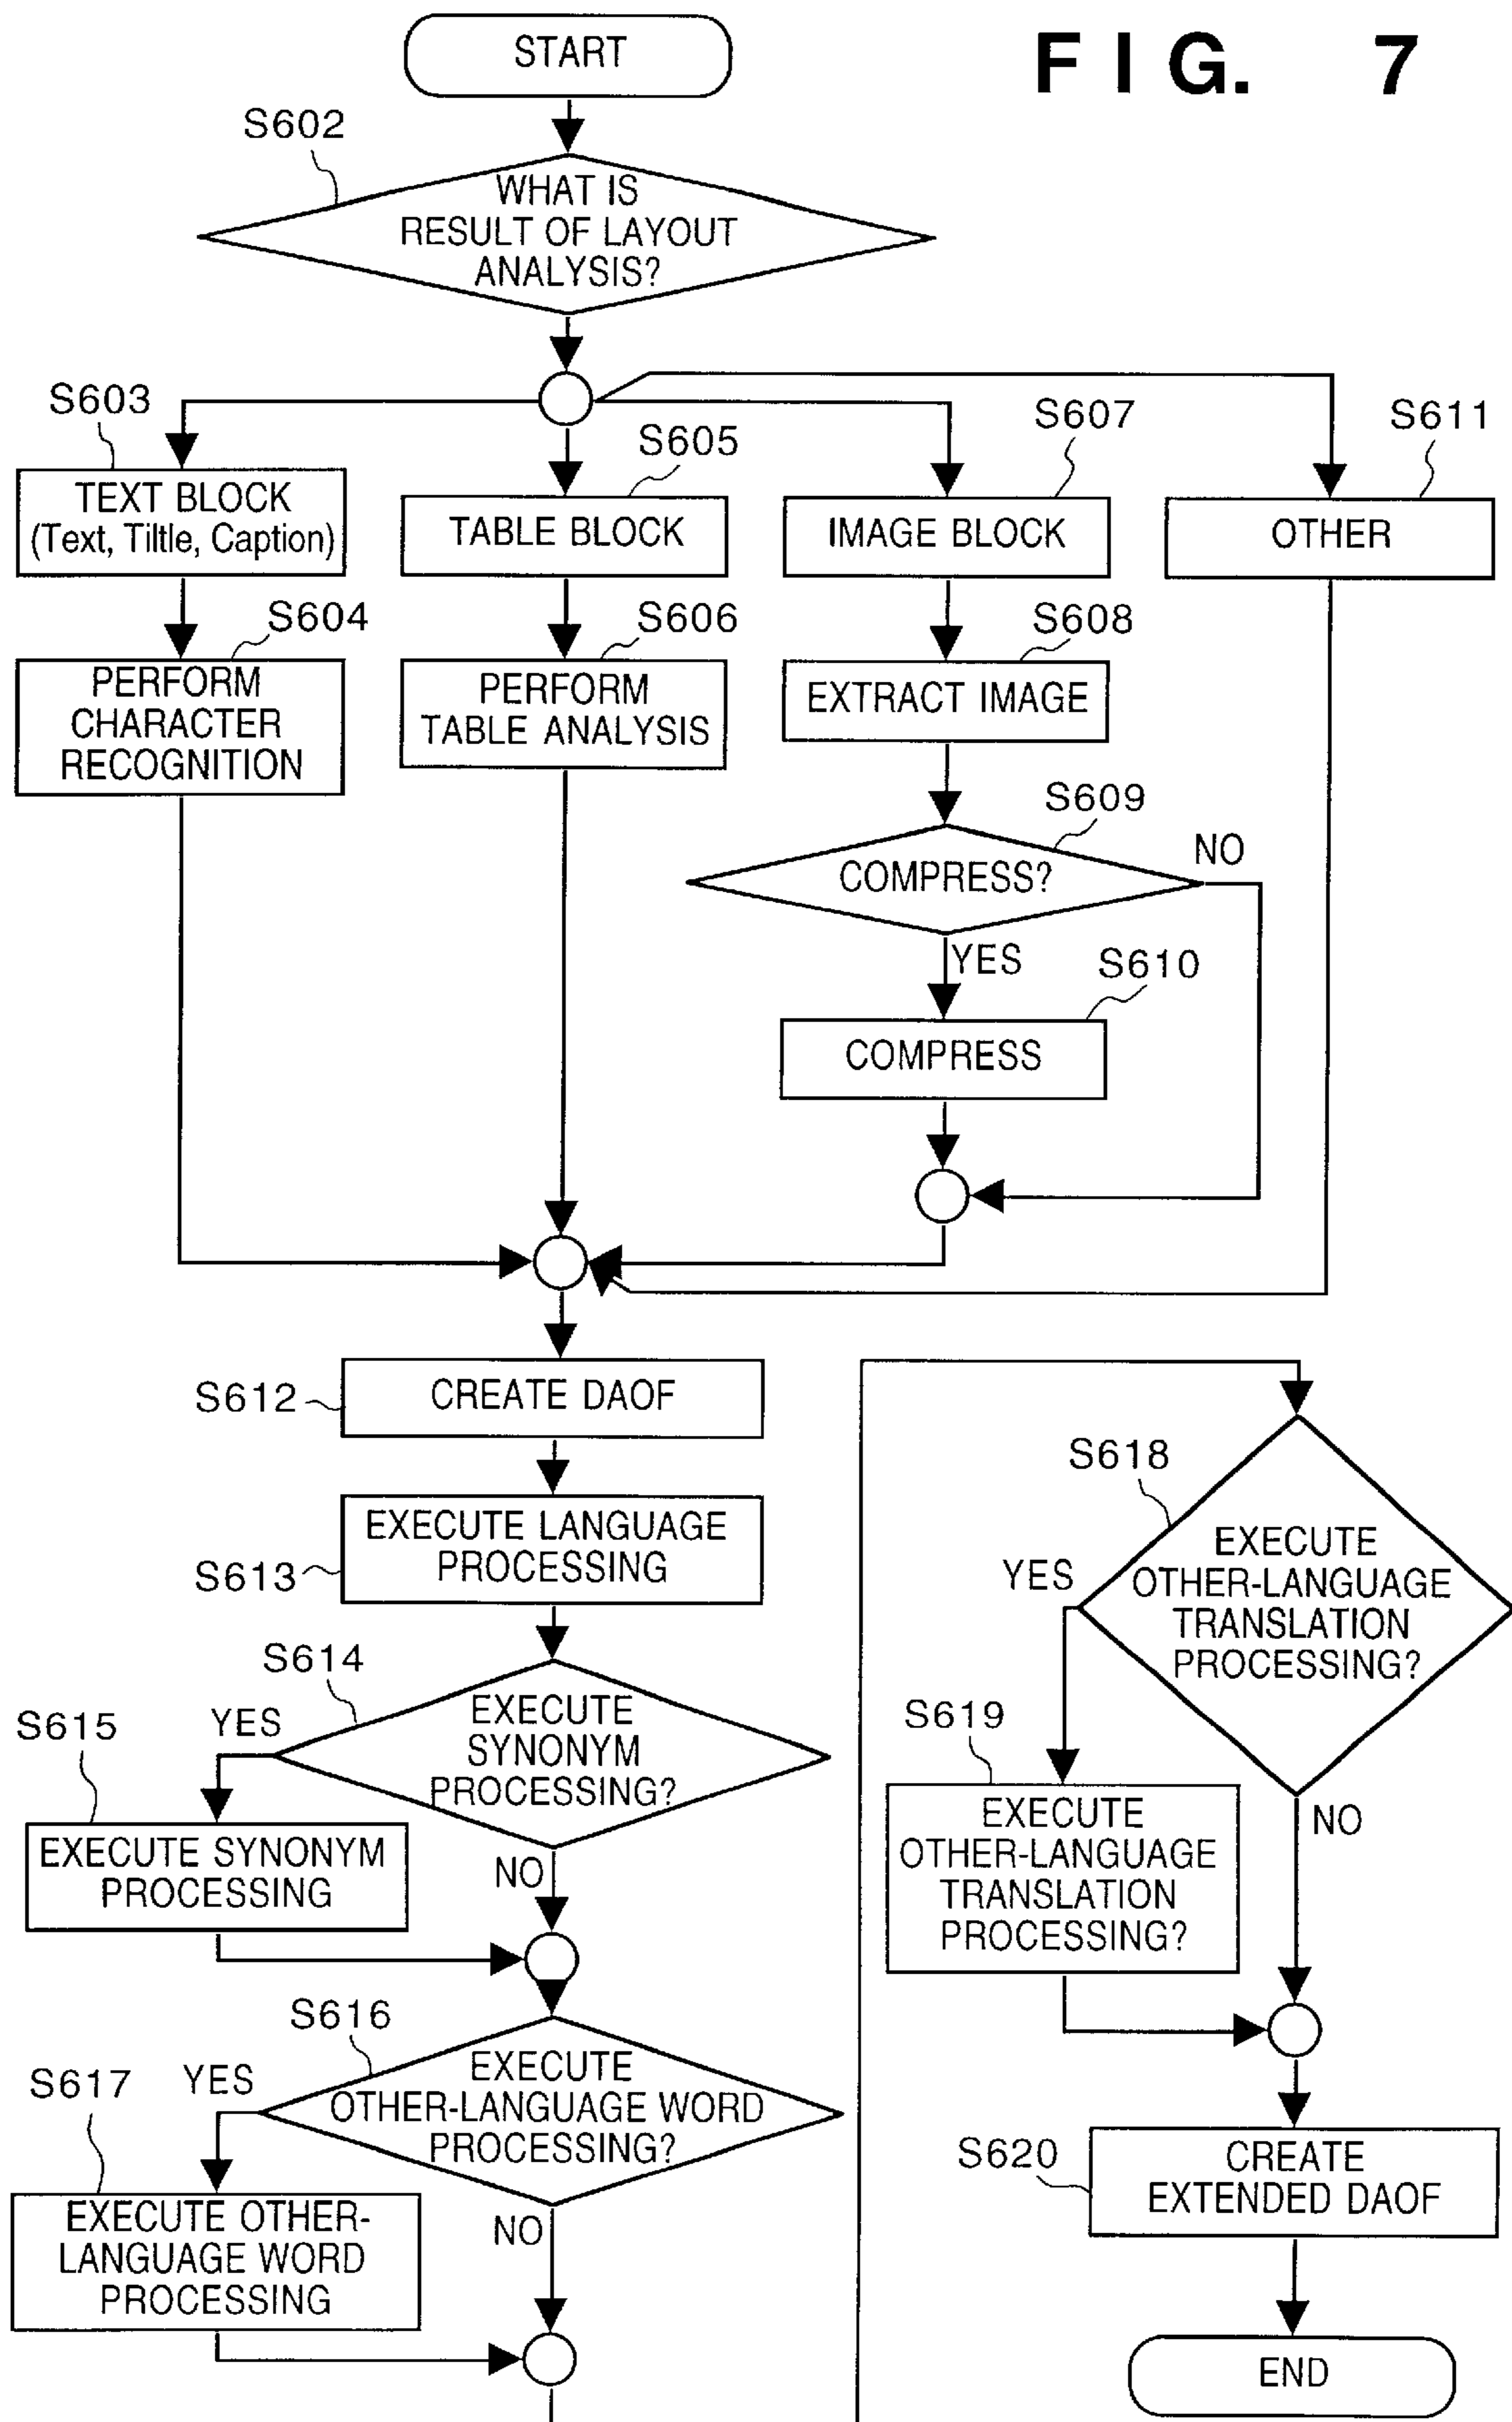 FIG. 7
START
S602
WHAT IS
RESULT OF LAYOUT
ANALYSIS?
S603
TEXT BLOCK
(Text, Tiltle, Caption)
S604
PERFORM
CHARACTER
RECOGNITION
S605
TABLE BLOCK
S606
PERFORM
TABLE ANALYSIS
S607
IMAGE BLOCK
S608
EXTRACT IMAGE
S609
COMPRESS?
NO
YES
S610
COMPRESS
S611
OTHER
S612
CREATE DAOF
S613
EXECUTE LANGUAGE
PROCESSING
S614
EXECUTE
SYNONYM
PROCESSING?
YES
NO
S615
EXECUTE SYNONYM
PROCESSING
S616
EXECUTE
OTHER-LANGUAGE WORD
PROCESSING?
YES
NO
S617
EXECUTE OTHER-
LANGUAGE WORD
PROCESSING
S618
EXECUTE
OTHER-LANGUAGE
TRANSLATION
PROCESSING?
YES
NO
S619
EXECUTE
OTHER-LANGUAGE
TRANSLATION
PROCESSING?
S620
CREATE
EXTENDED DAOF
END